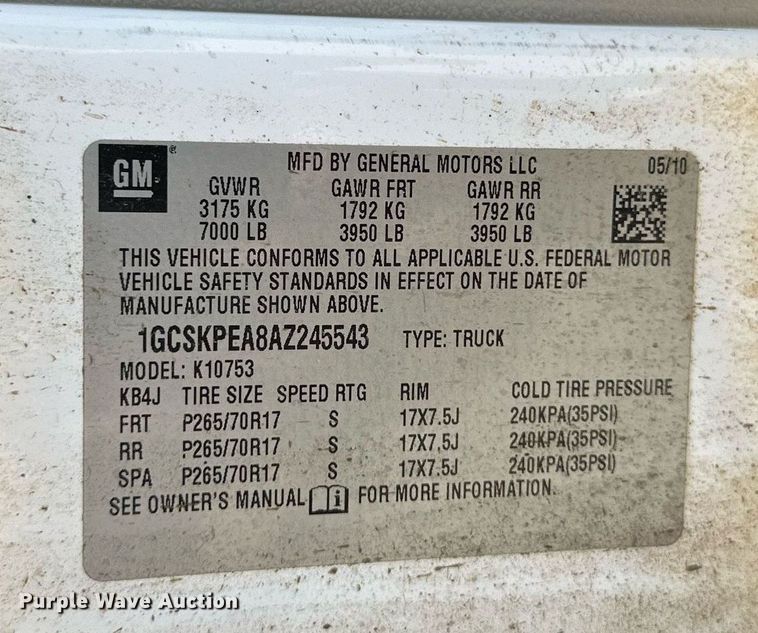 GM ® MFD BY GENERAL MOTORS LLC 05/10
GVWR GAWR FRT GAWR RR
3175 KG 1792 KG 1792 KG
7000 LB 3950 LB 3950 LB
THIS VEHICLE CONFORMS TO ALL APPLICABLE U.S. FEDERAL MOTOR
VEHICLE SAFETY STANDARDS IN EFFECT ON THE DATE OF
MANUFACTURE SHOWN ABOVE.
1GCSKPEA8AZ245543 TYPE: TRUCK
MODEL: K10753
KB4J TIRE SIZE SPEED RTG RIM COLD TIRE PRESSURE
FRT P265/70R17 S 17X7.5J 240KPA(35PSI)
RR P265/70R17 S 17X7.5J 240KPA(35PSI)
SPA P265/70R17 S 17X7.5J 240KPA(35PSI)
SEE OWNER'S MANUAL i FOR MORE INFORMATION.
Purple Wave Auction